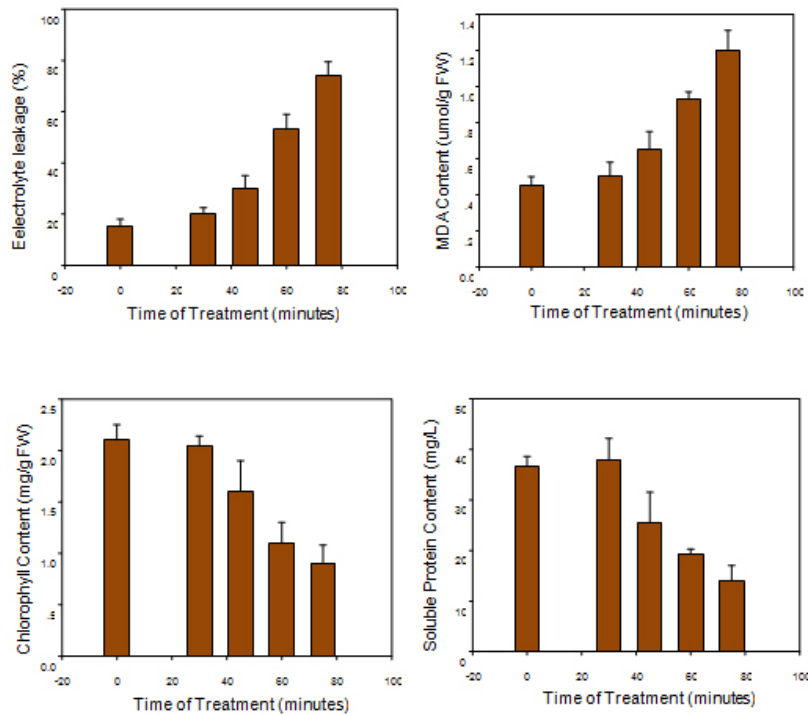 Eelectrolyte leakage (%)
100
80
60
40
20
0
-20 0 20 40 60 80 100
Time of Treatment (minutes)
MDA Content (umol/g FW)
1.4
1.2
1.0
.8
.6
.4
.2
0.0
-20 0 20 40 60 80 100
Time of Treatment (minutes)
Chlorophyll Content (mg/g FW)
2.5
2.0
1.5
1.0
.5
0.0
-20 0 20 40 60 80 100
Time of Treatment (minutes)
Soluble Protein Content (mg/L)
50
40
30
20
10
0
-20 0 20 40 60 80 100
Time of Treatment (minutes)